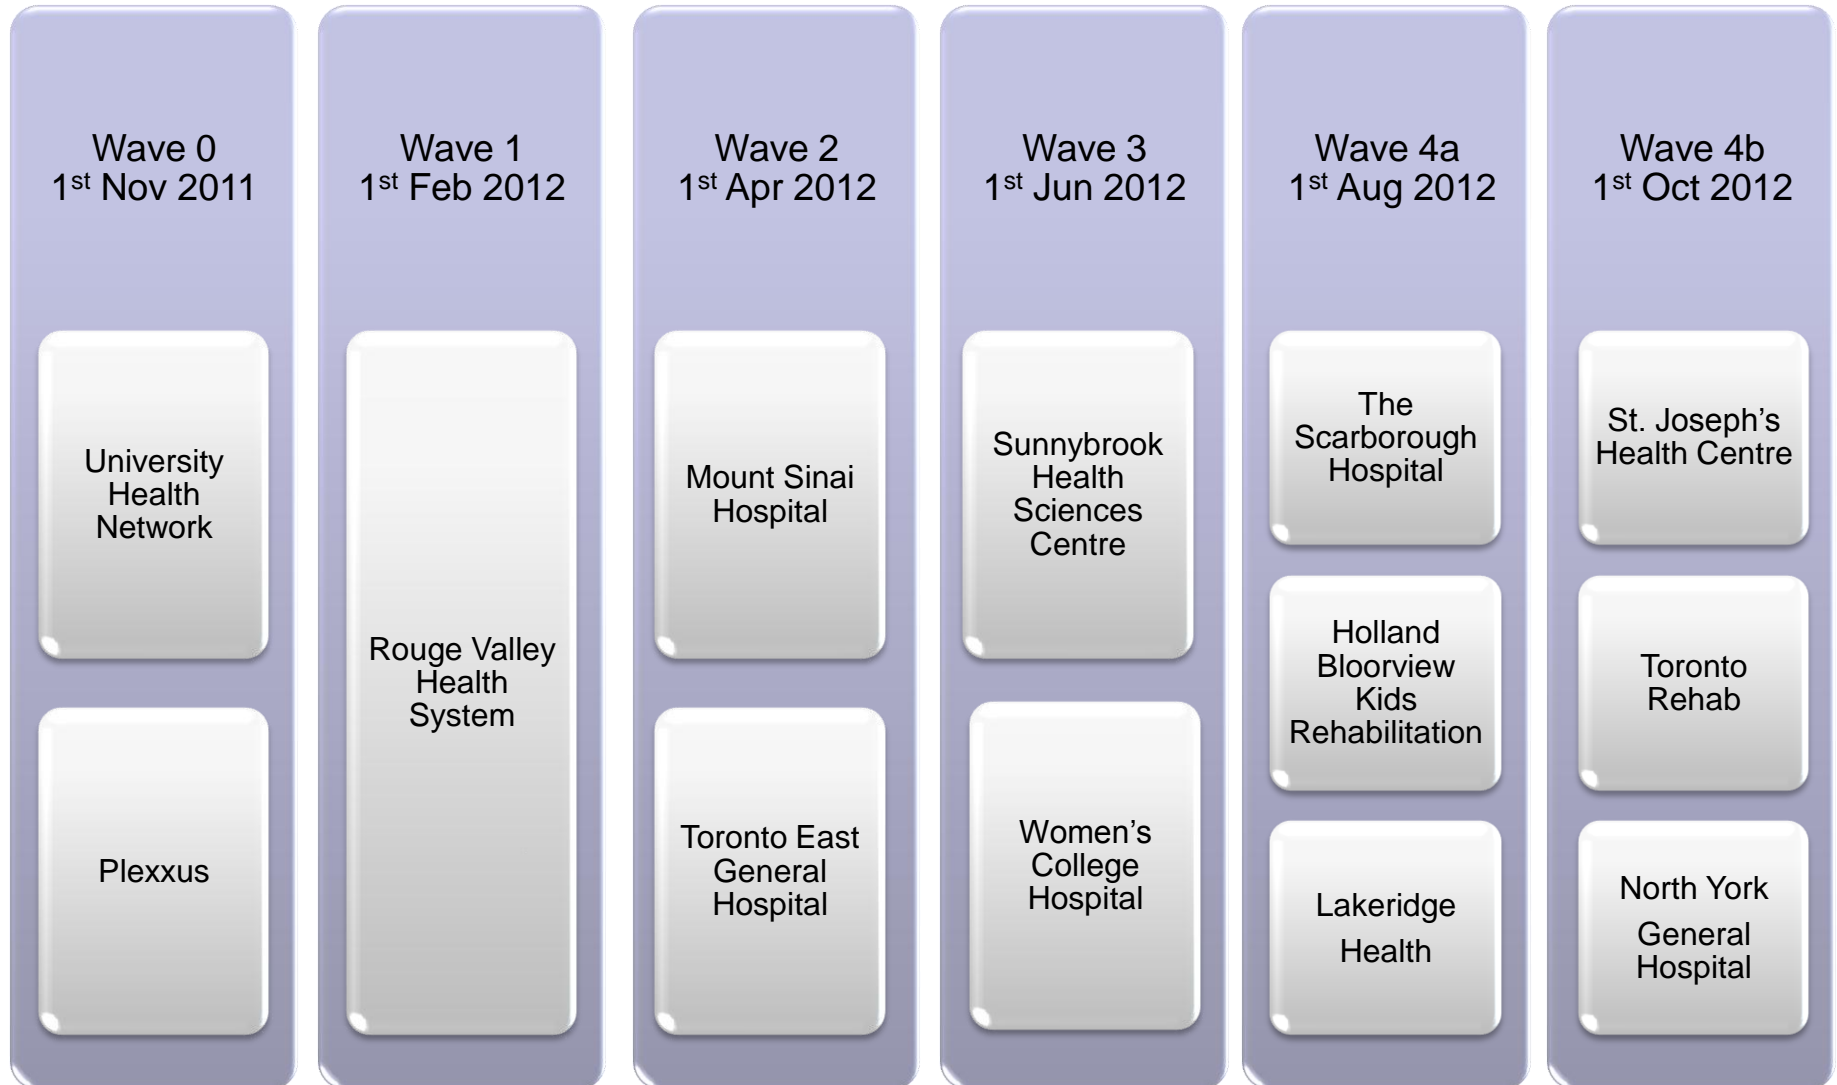 Wave 0
1st Nov 2011
University
Health
Network
Plexxus
Wave 1
1st Feb 2012
Rouge Valley
Health
System
Wave 2
1st Apr 2012
Mount Sinai
Hospital
Toronto East
General
Hospital
Wave 3
1st Jun 2012
Sunnybrook
Health
Sciences
Centre
Women’s
College
Hospital
Wave 4a
1st Aug 2012
The
Scarborough
Hospital
Holland
Bloorview
Kids
Rehabilitation
Lakeridge
Health
Wave 4b
1st Oct 2012
St. Joseph’s
Health Centre
Toronto
Rehab
North York
General
Hospital